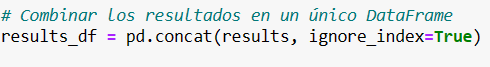 # Combinar los resultados en un único DataFrame
results_df = pd.concat(results, ignore_index=True)